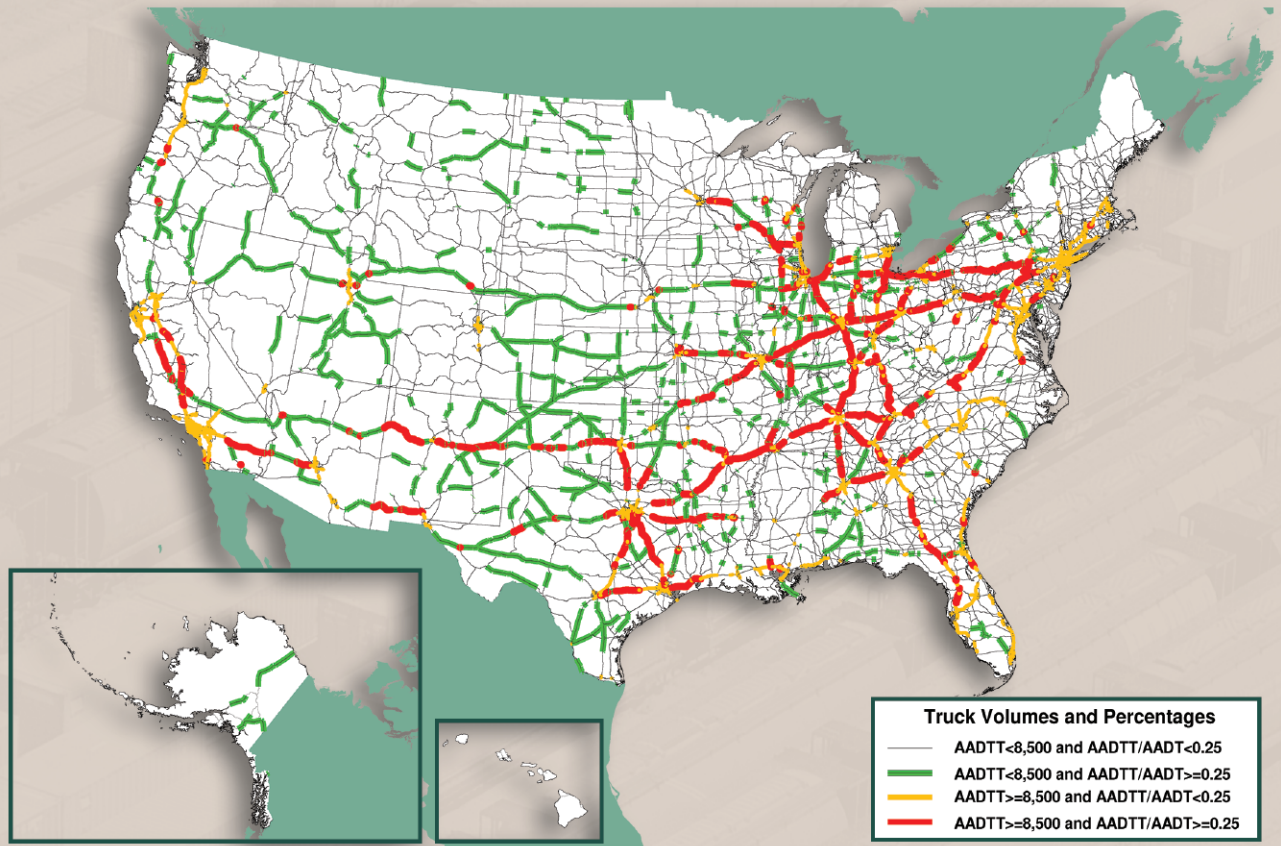 Truck Volumes and Percentages
AADTT<8,500 and AADTT/AADT<0.25
AADTT<8,500 and AADTT/AADT>=0.25
AADTT>=8,500 and AADTT/AADT<0.25
AADTT>=8,500 and AADTT/AADT>=0.25